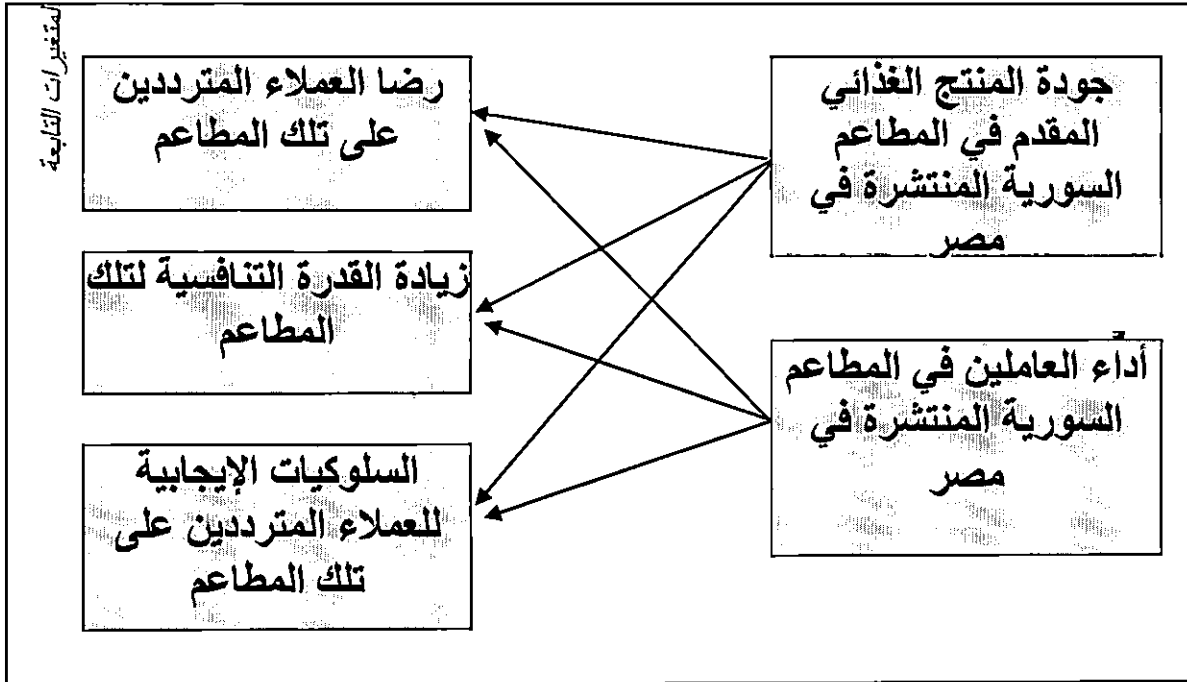 جودة المنتج الغذائي
المقدم في المطاعم
السورية المنتشرة في
مصر
أداء العاملين في المطاعم
السورية المنتشرة في
مصر
رضا العملاء المترددين
على تلك المطاعم
زيادة القدرة التنافسية لتلك
المطاعم
السلوكيات الإيجابية
للعملاء المترددين على
تلك المطاعم
لمتغيرات التابعة